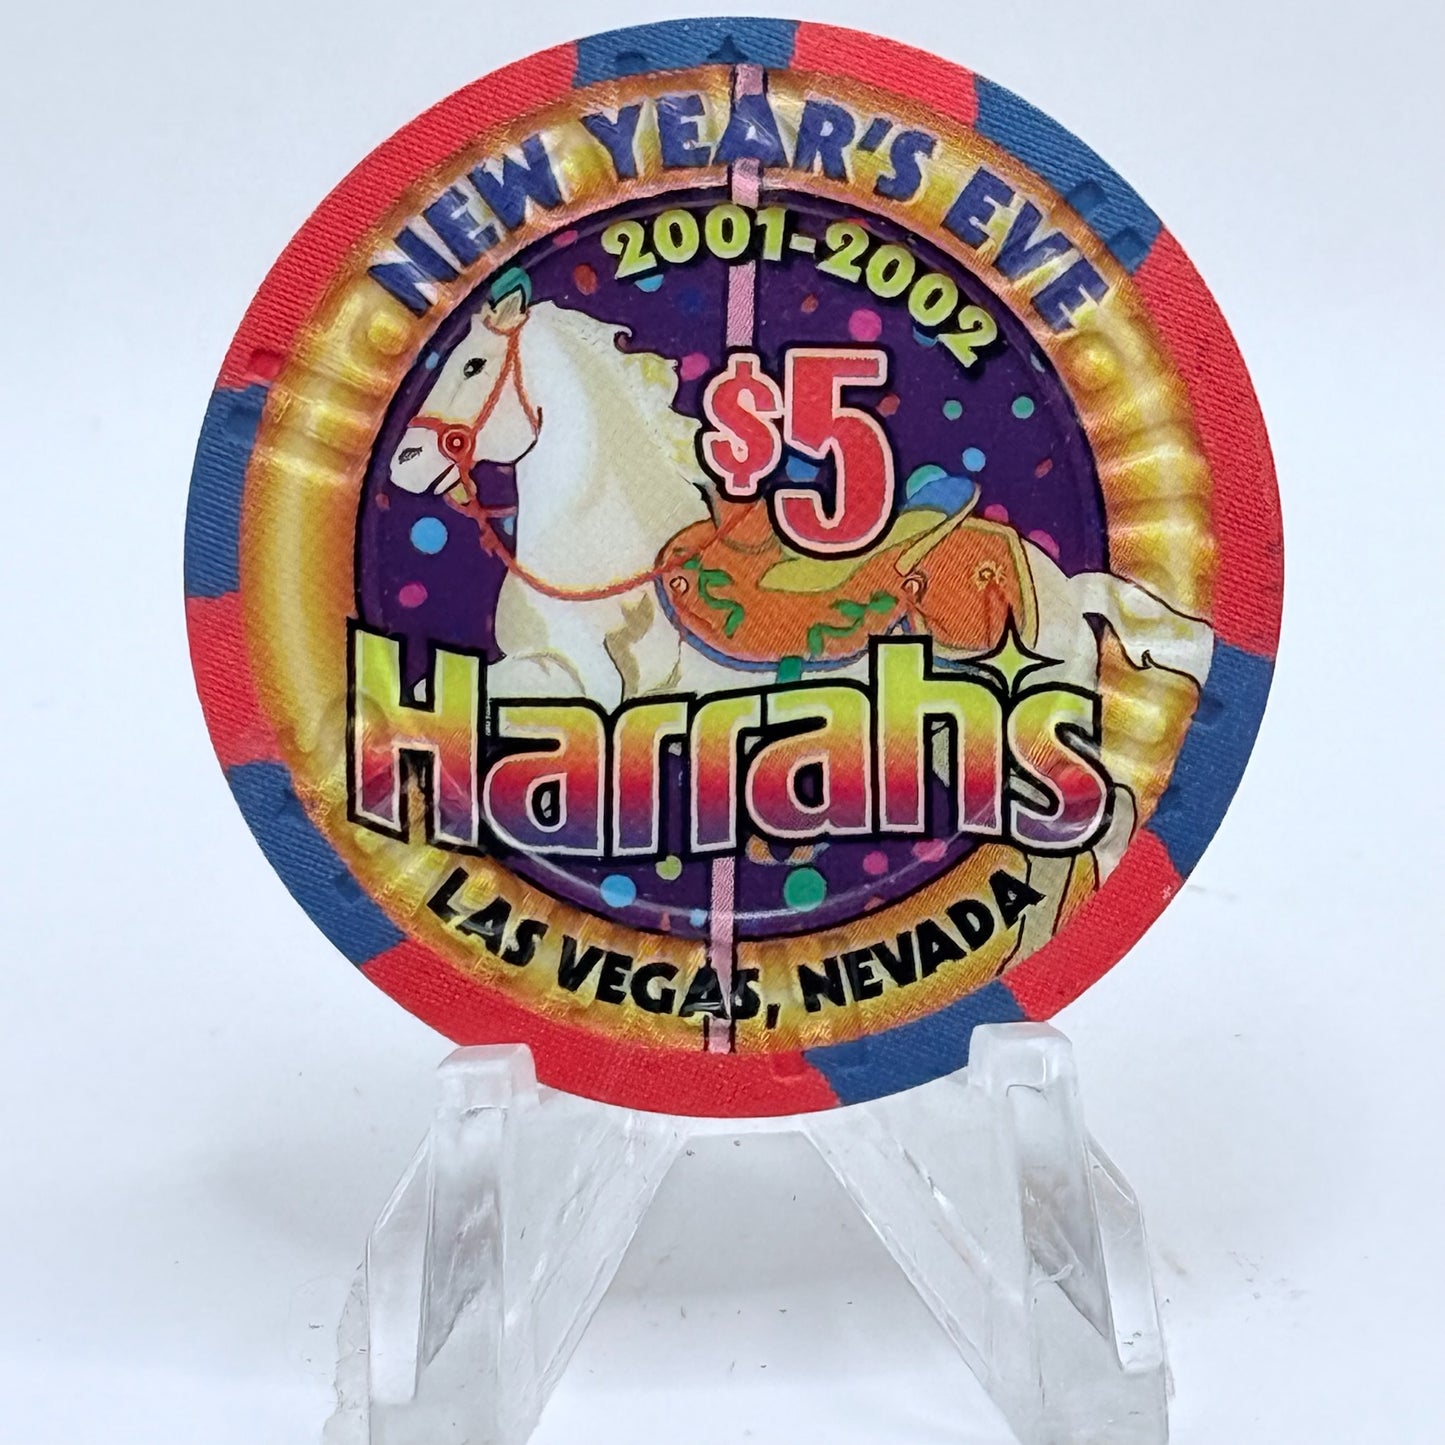 NEW YEAR'S EVE
2001-2002
$5
Harrah's
LAS VEGAS, NEVADA